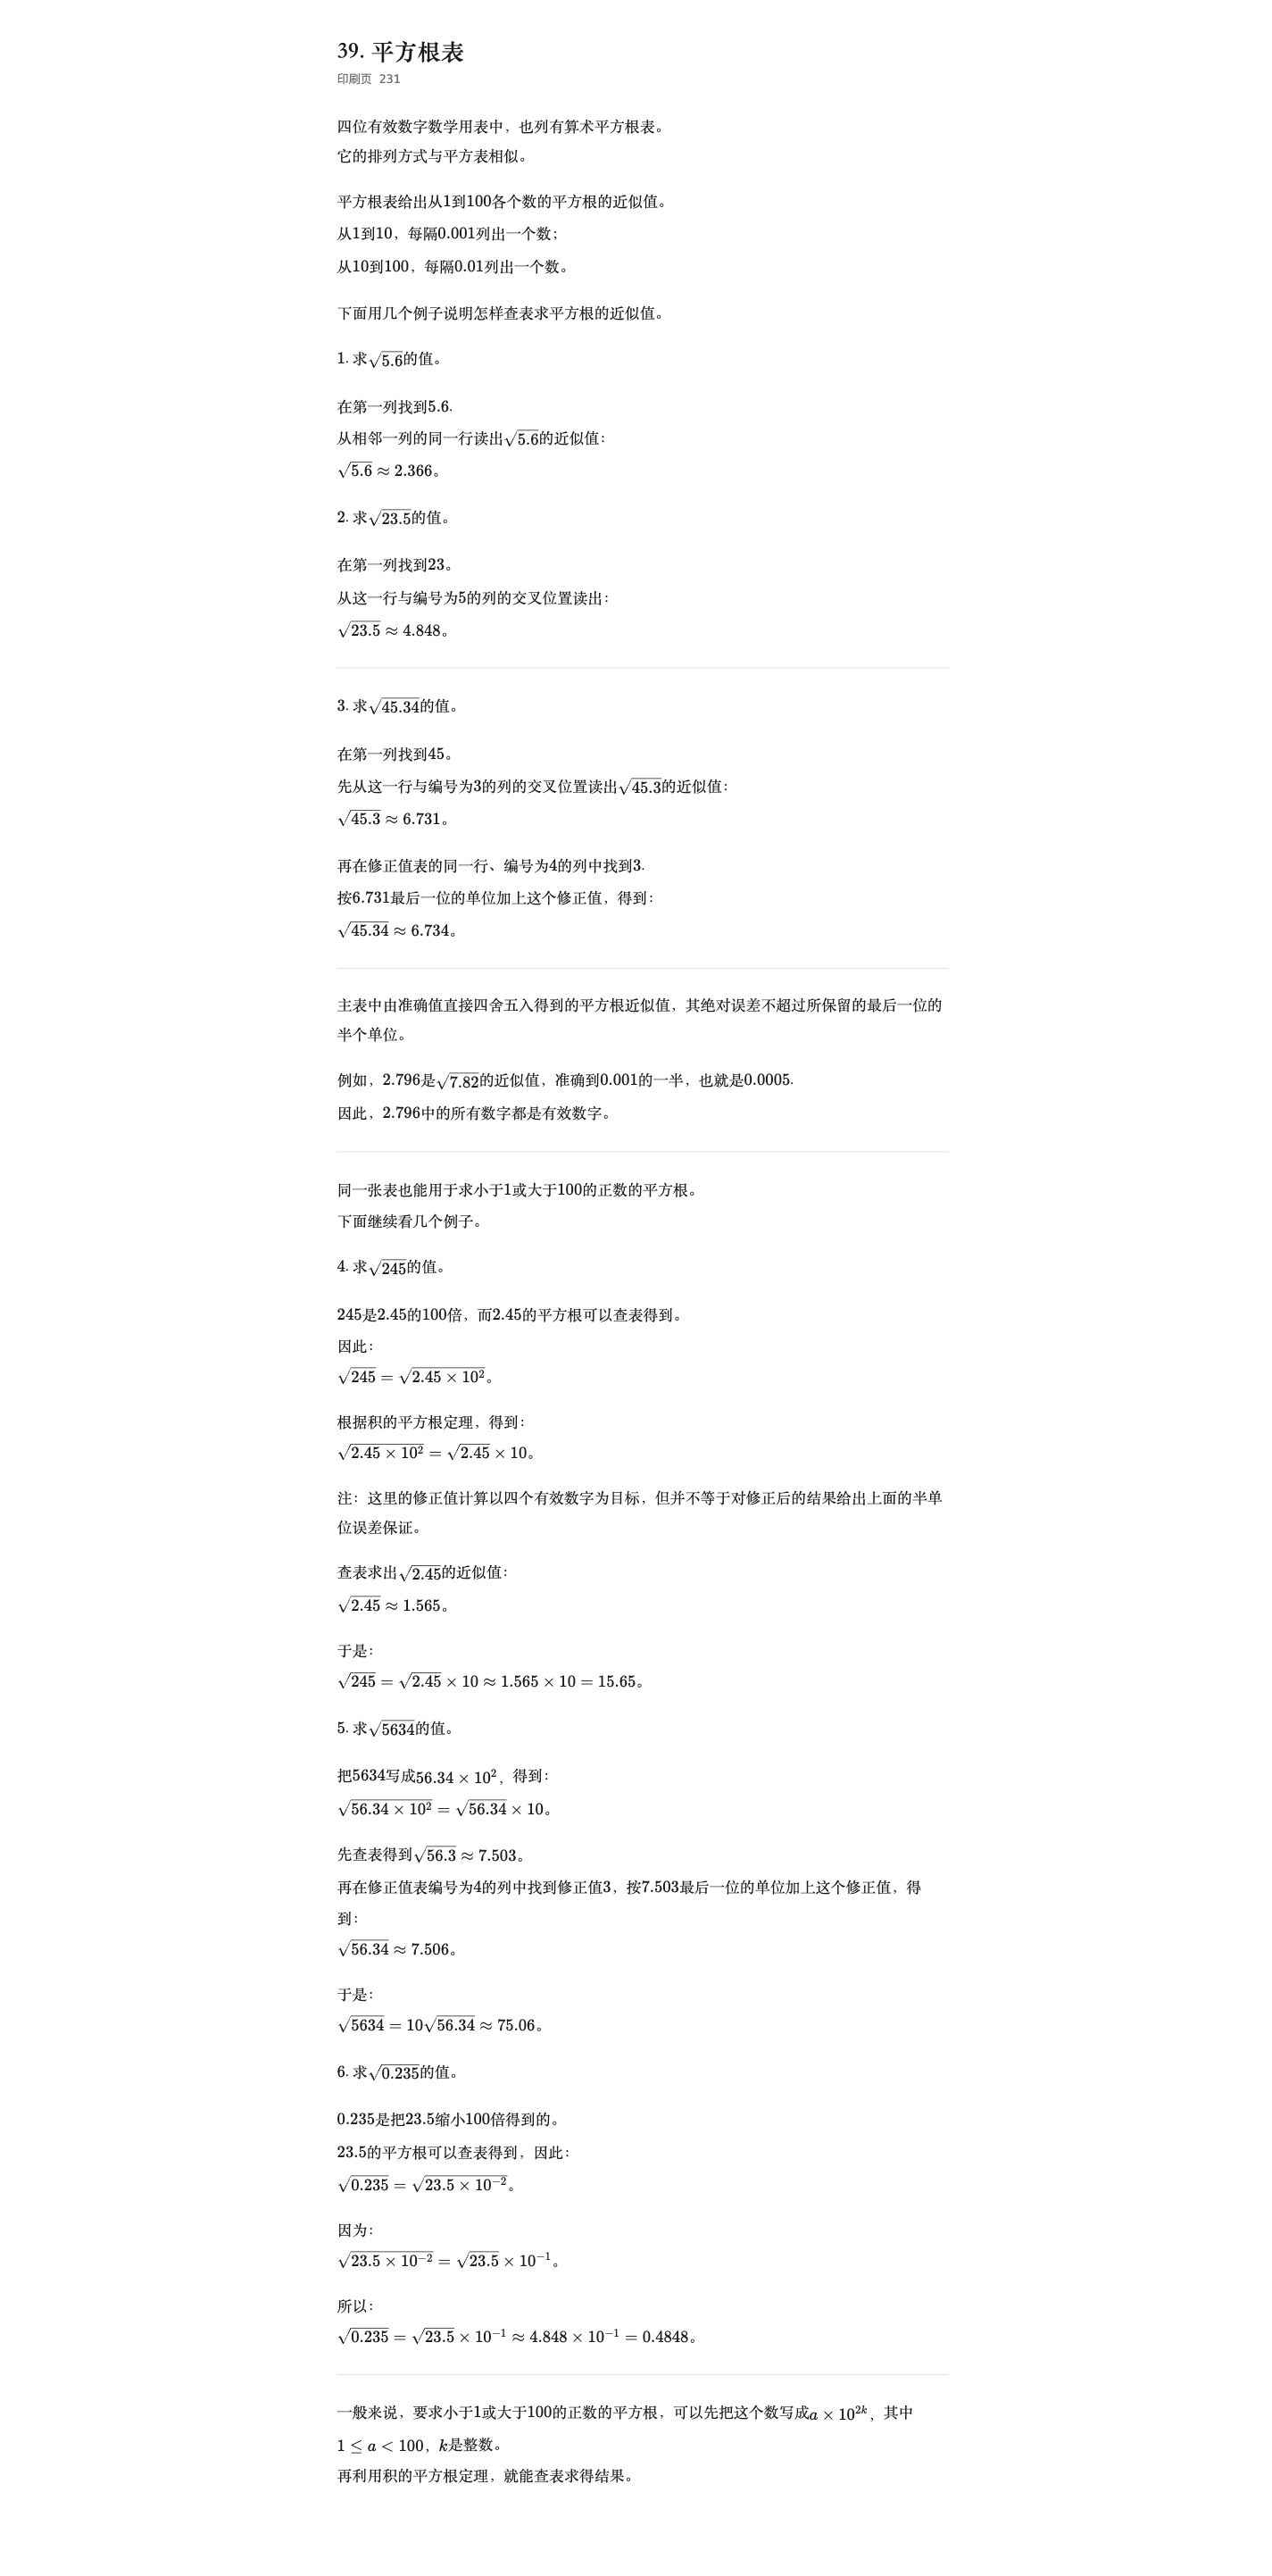 39. 平方根表
印刷页 231
四位有效数字数学用表中，也列有算术平方根表。
它的排列方式与平方表相似。
平方根表给出从1到100各个数的平方根的近似值。
从1到10，每隔0.001列出一个数；
从10到100，每隔0.01列出一个数。
下面用几个例子说明怎样查表求平方根的近似值。
1. 求√5.6的值。
在第一列找到5.6.
从相邻一列的同一行读出√5.6的近似值：
√5.6 ≈ 2.366。
2. 求√23.5的值。
在第一列找到23。
从这一行与编号为5的列的交叉位置读出：
√23.5 ≈ 4.848。
3. 求√45.34的值。
在第一列找到45。
先从这一行与编号为3的列的交叉位置读出√45.3的近似值：
√45.3 ≈ 6.731。
再在修正值表的同一行、编号为4的列中找到3.
按6.731最后一位的单位加上这个修正值，得到：
√45.34 ≈ 6.734。
主表中由准确值直接四舍五入得到的平方根近似值，其绝对误差不超过所保留的最后一位的
半个单位。
例如，2.796是√7.82的近似值，准确到0.001的一半，也就是0.0005.
因此，2.796中的所有数字都是有效数字。
同一张表也能用于求小于1或大于100的正数的平方根。
下面继续看几个例子。
4. 求√245的值。
245是2.45的100倍，而2.45的平方根可以查表得到。
因此：
√245 = √(2.45 × 10²)。
根据积的平方根定理，得到：
√(2.45 × 10²) = √2.45 × 10。
注：这里的修正值计算以四个有效数字为目标，但并不等于对修正后的结果给出上面的半单
位误差保证。
查表求出√2.45的近似值：
√2.45 ≈ 1.565。
于是：
√245 = √2.45 × 10 ≈ 1.565 × 10 = 15.65。
5. 求√5634的值。
把5634写成56.34 × 10²，得到：
√(56.34 × 10²) = √56.34 × 10。
先查表得到√56.3 ≈ 7.503。
再在修正值表编号为4的列中找到修正值3，按7.503最后一位的单位加上这个修正值，得
到：
√56.34 ≈ 7.506。
于是：
√5634 = 10√56.34 ≈ 75.06。
6. 求√0.235的值。
0.235是把23.5缩小100倍得到的。
23.5的平方根可以查表得到，因此：
√0.235 = √(23.5 × 10⁻²)。
因为：
√(23.5 × 10⁻²) = √23.5 × 10⁻¹。
所以：
√0.235 = √23.5 × 10⁻¹ ≈ 4.848 × 10⁻¹ = 0.4848。
一般来说，要求小于1或大于100的正数的平方根，可以先把这个数写成a × 10²ᵏ，其中
1 ≤ a < 100，k是整数。
再利用积的平方根定理，就能查表求得结果。